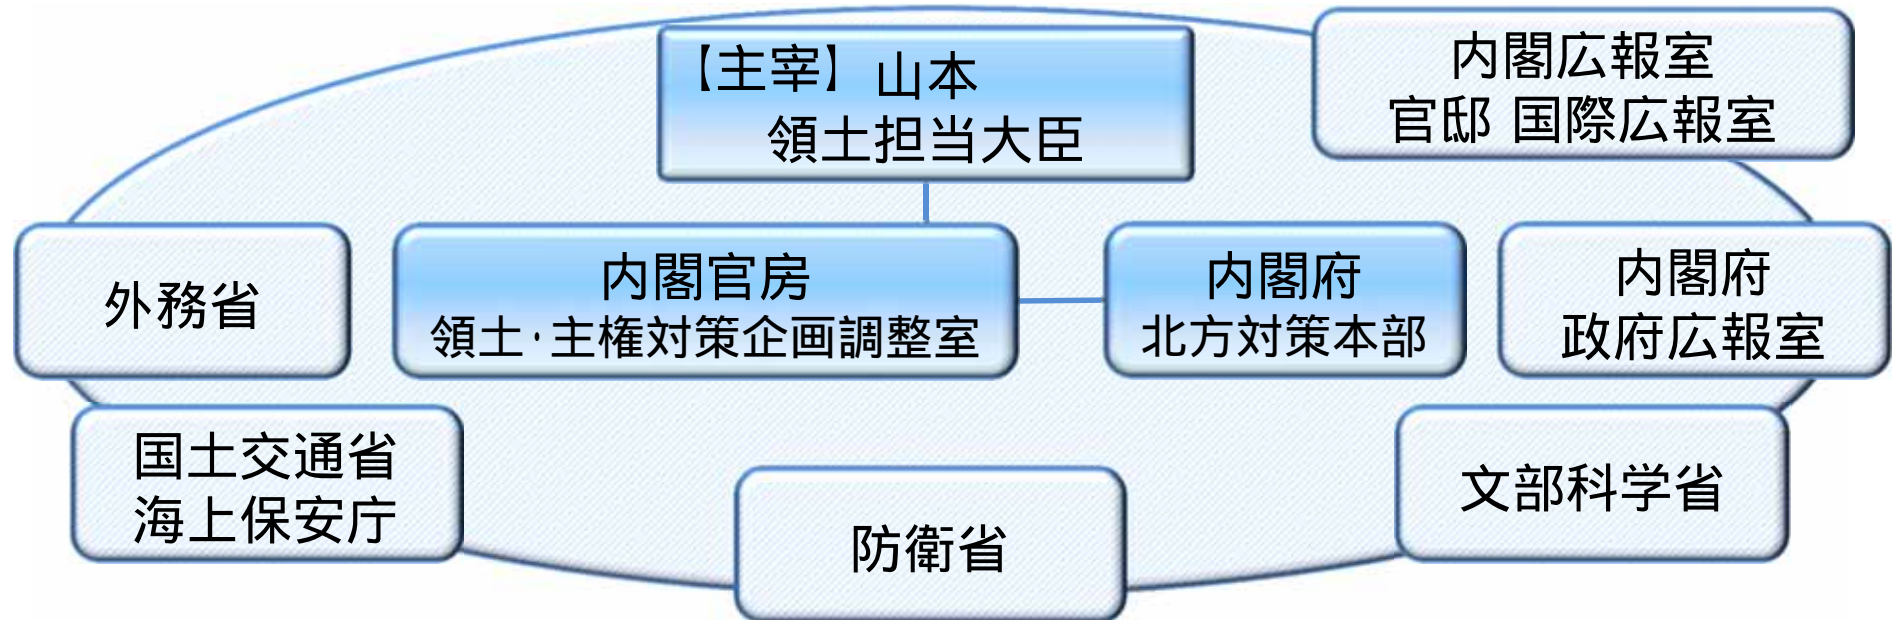 【主宰】山本
領土担当大臣
内閣広報室
官邸 国際広報室
外務省
内閣官房
領土・主権対策企画調整室
内閣府
北方対策本部
内閣府
政府広報室
国土交通省
海上保安庁
防衛省
文部科学省